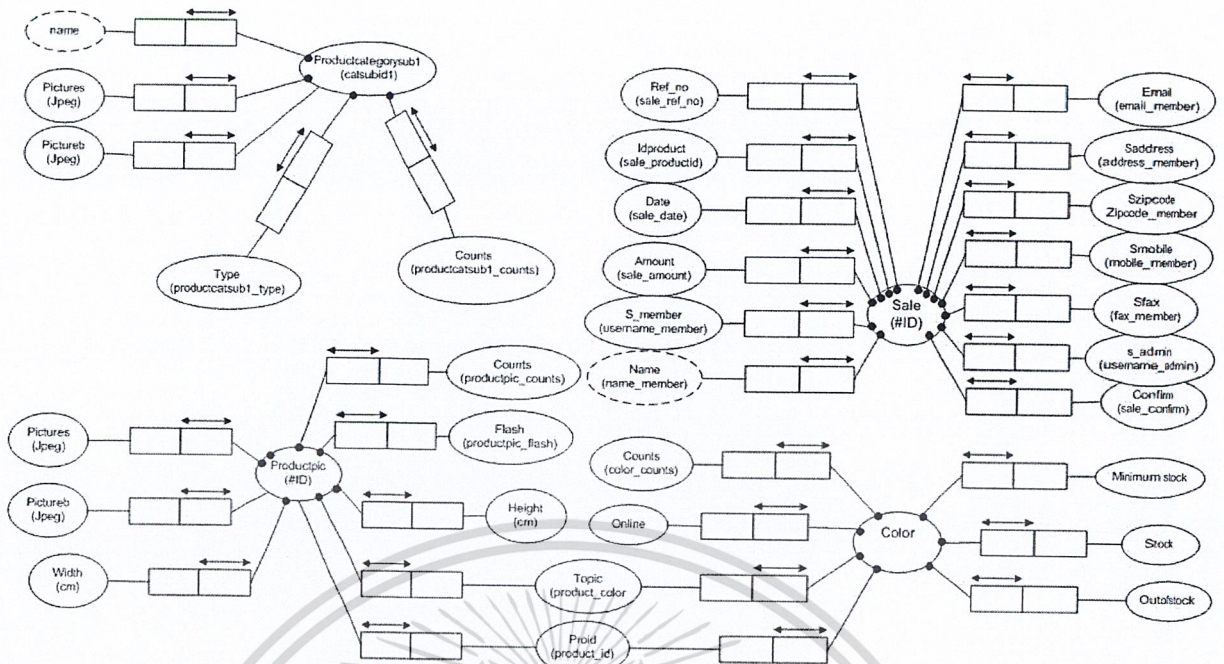 name
Productcategorysub1
(catsubid1)
Pictures
(Jpeg)
Pictureb
(Jpeg)
Type
(productcatsub1_type)
Counts
(productcatsub1_counts)
Ref_no
(sale_ref_no)
Idproduct
(sale_productid)
Date
(sale_date)
Amount
(sale_amount)
S_member
(username_member)
Name
(name_member)
Sale
(#ID)
Email
(email_member)
Saddress
(address_member)
Szipcode
Zipcode_member
Smobile
(mobile_member)
Sfax
(fax_member)
s_admin
(username_admin)
Confirm
(sale_confirm)
Counts
(productpic_counts)
Flash
(productpic_flash)
Pictures
(Jpeg)
Productpic
(#ID)
Pictureb
(Jpeg)
Height
(cm)
Width
(cm)
Topic
(product_color
Proid
(product_id)
Counts
(color_counts)
Online
Color
Minimum stock
Stock
Outofstock